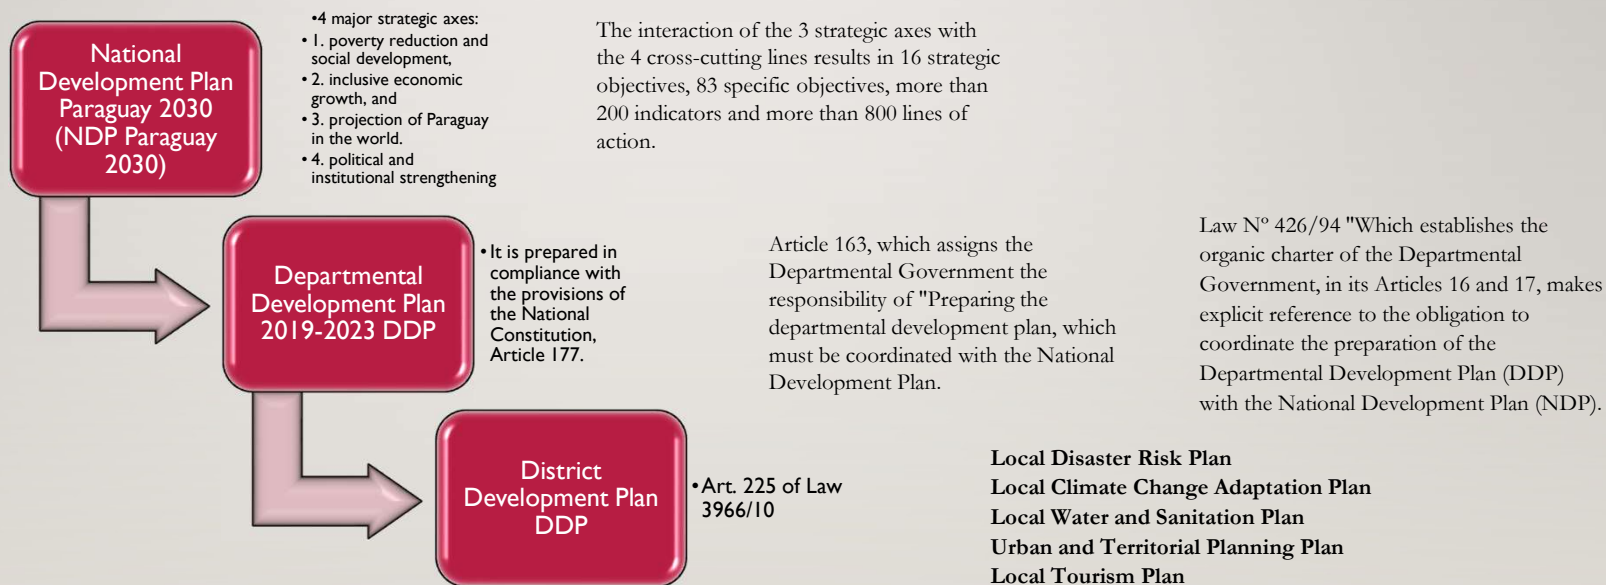 National
Development Plan
Paraguay 2030
(NDP Paraguay
2030)
•4 major strategic axes:
• 1. poverty reduction and
social development,
• 2. inclusive economic
growth, and
• 3. projection of Paraguay
in the world.
• 4. political and
institutional strengthening
The interaction of the 3 strategic axes with
the 4 cross-cutting lines results in 16 strategic
objectives, 83 specific objectives, more than
200 indicators and more than 800 lines of
action.
Departmental
Development Plan
2019-2023 DDP
• It is prepared in
compliance with
the provisions of
the National
Constitution,
Article 177.
Article 163, which assigns the
Departmental Government the
responsibility of "Preparing the
departmental development plan, which
must be coordinated with the National
Development Plan.
Law Nº 426/94 "Which establishes the
organic charter of the Departmental
Government, in its Articles 16 and 17, makes
explicit reference to the obligation to
coordinate the preparation of the
Departmental Development Plan (DDP)
with the National Development Plan (NDP).
District
Development Plan
DDP
•Art. 225 of Law
3966/10
Local Disaster Risk Plan
Local Climate Change Adaptation Plan
Local Water and Sanitation Plan
Urban and Territorial Planning Plan
Local Tourism Plan